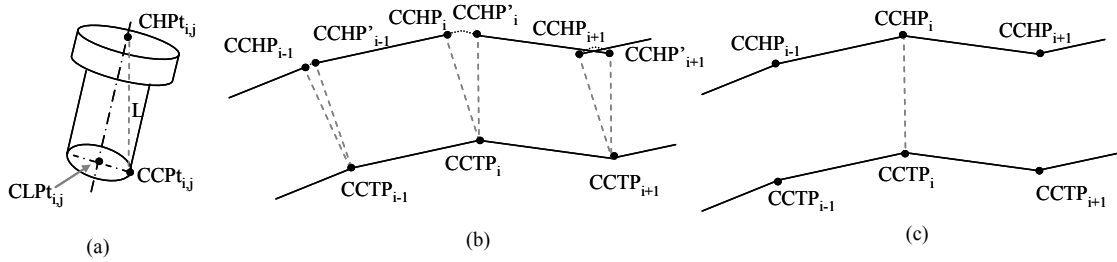 CHPt_{i,j}
L
CCPt_{i,j}
CLPt_{i,j}
(a)
CCHP_{i-1}
CCHP'_{i-1}
CCHP_i
CCHP'_i
CCHP_{i+1}
CCHP'_{i+1}
CCTP_{i-1}
CCTP_i
CCTP_{i+1}
(b)
CCHP_{i-1}
CCHP_i
CCHP_{i+1}
CCTP_{i-1}
CCTP_i
CCTP_{i+1}
(c)